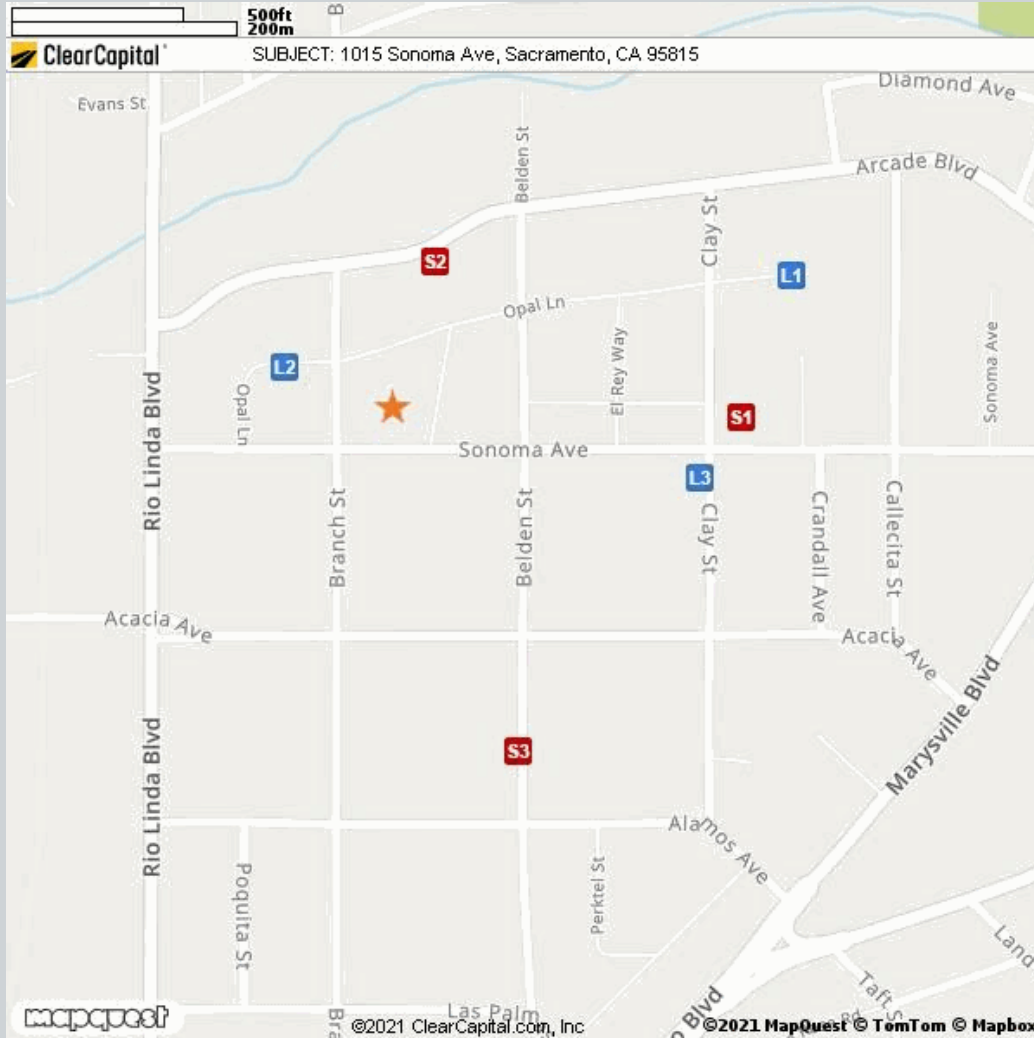 500ft
200m
B
ClearCapital
SUBJECT: 1015 Sonoma Ave, Sacramento, CA 95815
Evans St
Diamond Ave
Belden St
Arcade Blvd
Clay St
S2
L1
Opal Ln
L2
El Rey Way
Sonoma Ave
Rio Linda Blvd
Opal Ln
S1
Sonoma Ave
L3
Branch St
Belden St
Clay St
Crandall Ave
Callecita St
Acacia Ave
Acacia Ave
Marysville Blvd
S3
Rio Linda Blvd
Alamos Ave
Poquita St
Perktel St
Taft S
Land
mapquest
Bra
Las Palm
©2021 ClearCapital.com, Inc
o Blvd
Rd
©2021 MapQuest © TomTom © Mapbox